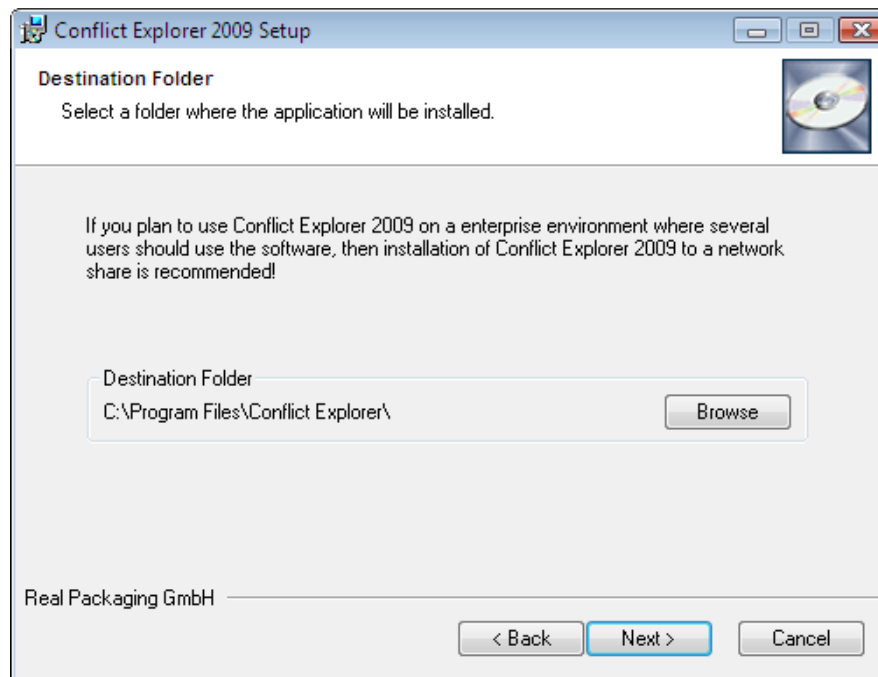 Conflict Explorer 2009 Setup
Destination Folder
Select a folder where the application will be installed.
If you plan to use Conflict Explorer 2009 on a enterprise environment where several
users should use the software, then installation of Conflict Explorer 2009 to a network
share is recommended!
Destination Folder
C:\Program Files\Conflict Explorer\
Browse
Real Packaging GmbH
< Back
Next >
Cancel